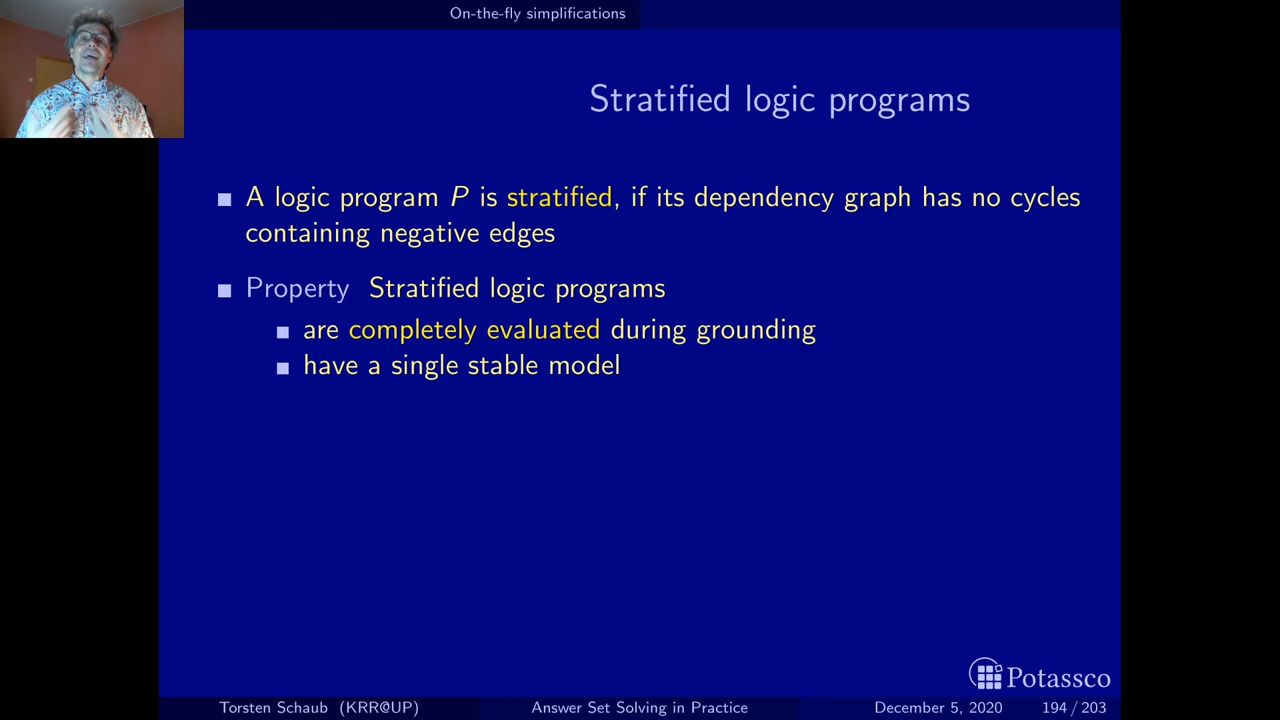 On-the-fly simplifications
Stratified logic programs
A logic program P is stratified, if its dependency graph has no cycles
containing negative edges
Property Stratified logic programs
are completely evaluated during grounding
have a single stable model
Potassco
Torsten Schaub (KRR@UP) Answer Set Solving in Practice December 5, 2020 194 / 203